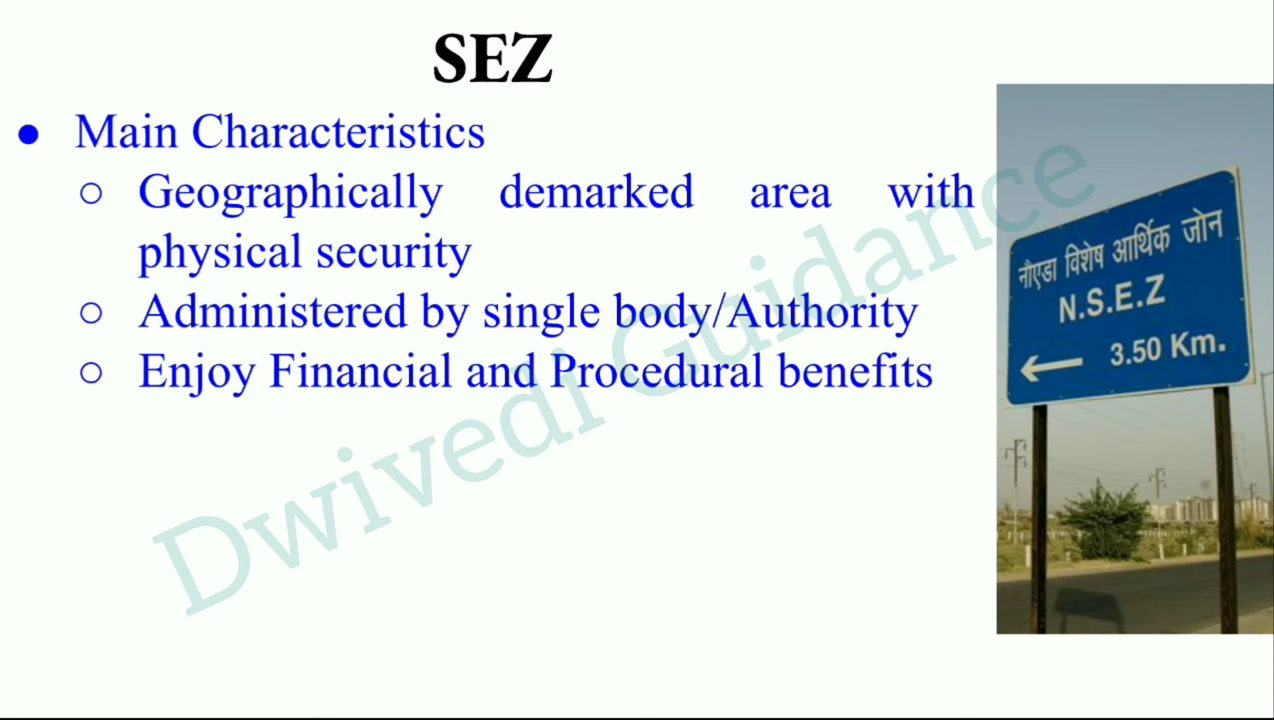 SEZ
● Main Characteristics
○ Geographically demarked area with
physical security
○ Administered by single body/Authority
○ Enjoy Financial and Procedural benefits
नौएडा विशेष आर्थिक जोन
N.S.E.Z
← 3.50 Km.
Dwivedi Guidance